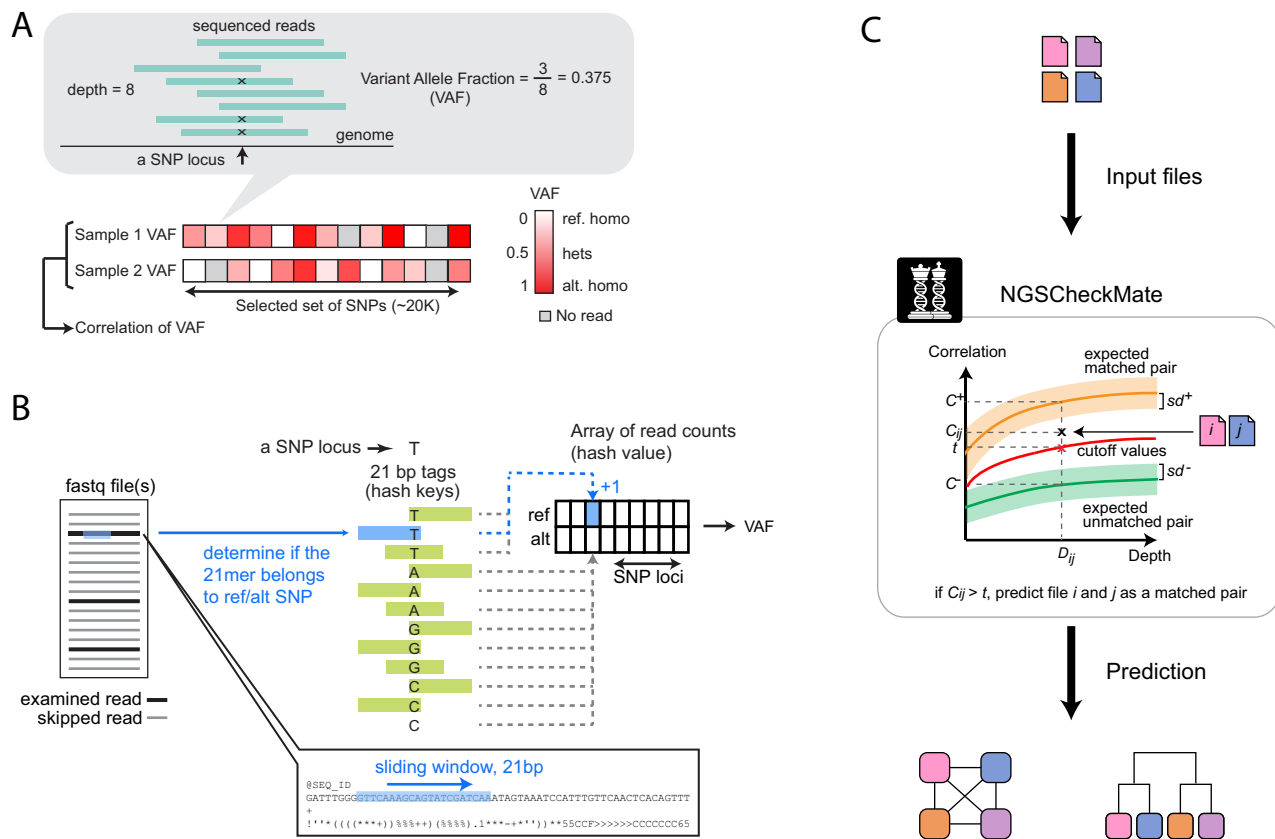 A
sequenced reads
depth = 8
Variant Allele Fraction = 3/8 = 0.375
(VAF)
genome
a SNP locus
VAF
Sample 1 VAF
0 ref. homo
0.5 hets
Sample 2 VAF
1 alt. homo
Selected set of SNPs (~20K)
No read
Correlation of VAF
B
a SNP locus T
21 bp tags
(hash keys)
Array of read counts
(hash value)
fastq file(s)
+1
T
T
T
A
A
A
G
G
G
C
C
C
ref
alt
VAF
SNP loci
determine if the
21mer belongs
to ref/alt SNP
examined read
skipped read
sliding window, 21bp
@SEQ_ID
GATTTGGGGTTCAAAGCAGTATCGATCAAATAGTAAATCCATTTGTTCAACTCACAGTTT
+
!''*((((***+))%%%++)(%%%%).1***-+*''))**55CCF>>>>>>CCCCCCC65
C
Input files
NGSCheckMate
Correlation
expected
matched pair
C+
sd+
Cij
i j
t
cutoff values
C-
sd-
expected
unmatched pair
Dij
Depth
if Cij > t, predict file i and j as a matched pair
Prediction